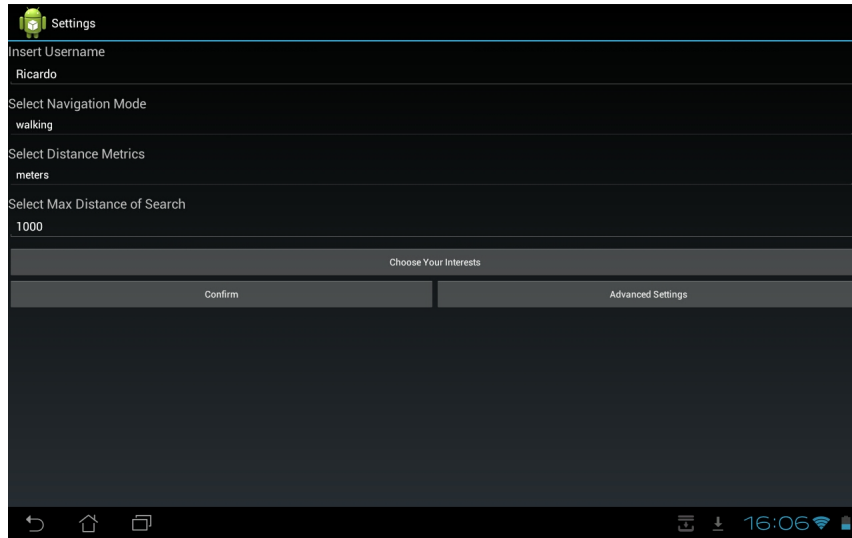 Settings
Insert Username
Ricardo
Select Navigation Mode
walking
Select Distance Metrics
meters
Select Max Distance of Search
1000
Choose Your Interests
Confirm
Advanced Settings
16:06